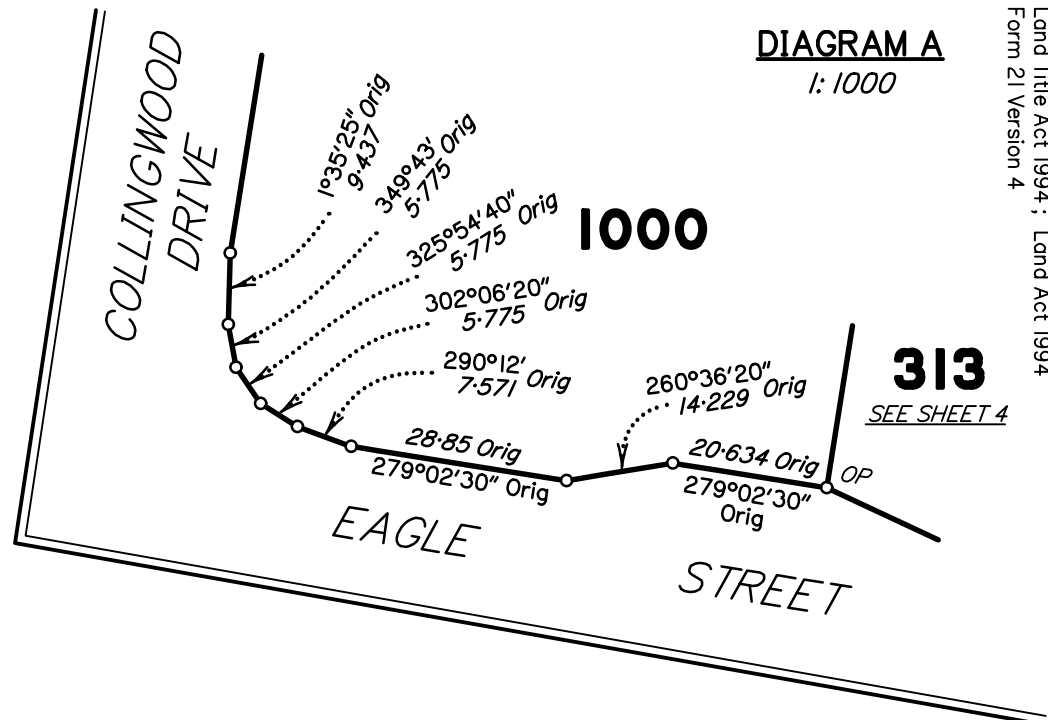 DIAGRAM A
1:1000
Land Title Act 1994 ; Land Act 1994
Form 21 Version 4
COLLINGWOOD
DRIVE
1°35'25" Orig
9·437
349°43' Orig
5·775
325°54'40" Orig
5·775
302°06'20" Orig
5·775
290°12' Orig
7·571
1000
260°36'20" Orig
14·229
313
SEE SHEET 4
28·85 Orig
279°02'30" Orig
20·634 Orig
279°02'30"
Orig
OP
EAGLE STREET